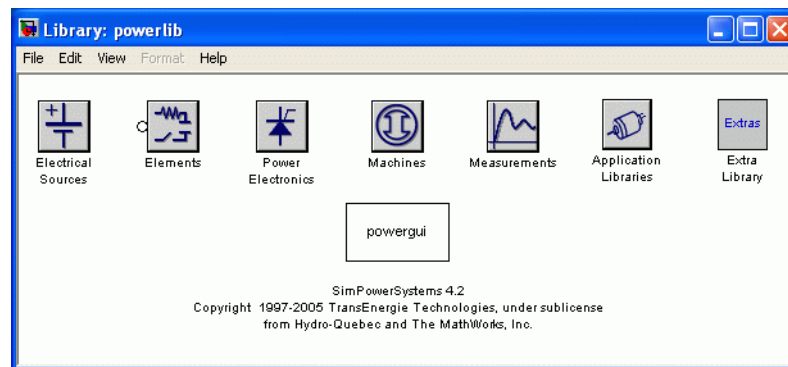 Library: powerlib
File Edit View Format Help
Electrical Sources
Elements
Power Electronics
Machines
Measurements
Application Libraries
Extras
Extra Library
powergui
SimPowerSystems 4.2
Copyright 1997-2005 TransEnergie Technologies, under sublicense
from Hydro-Quebec and The MathWorks, Inc.